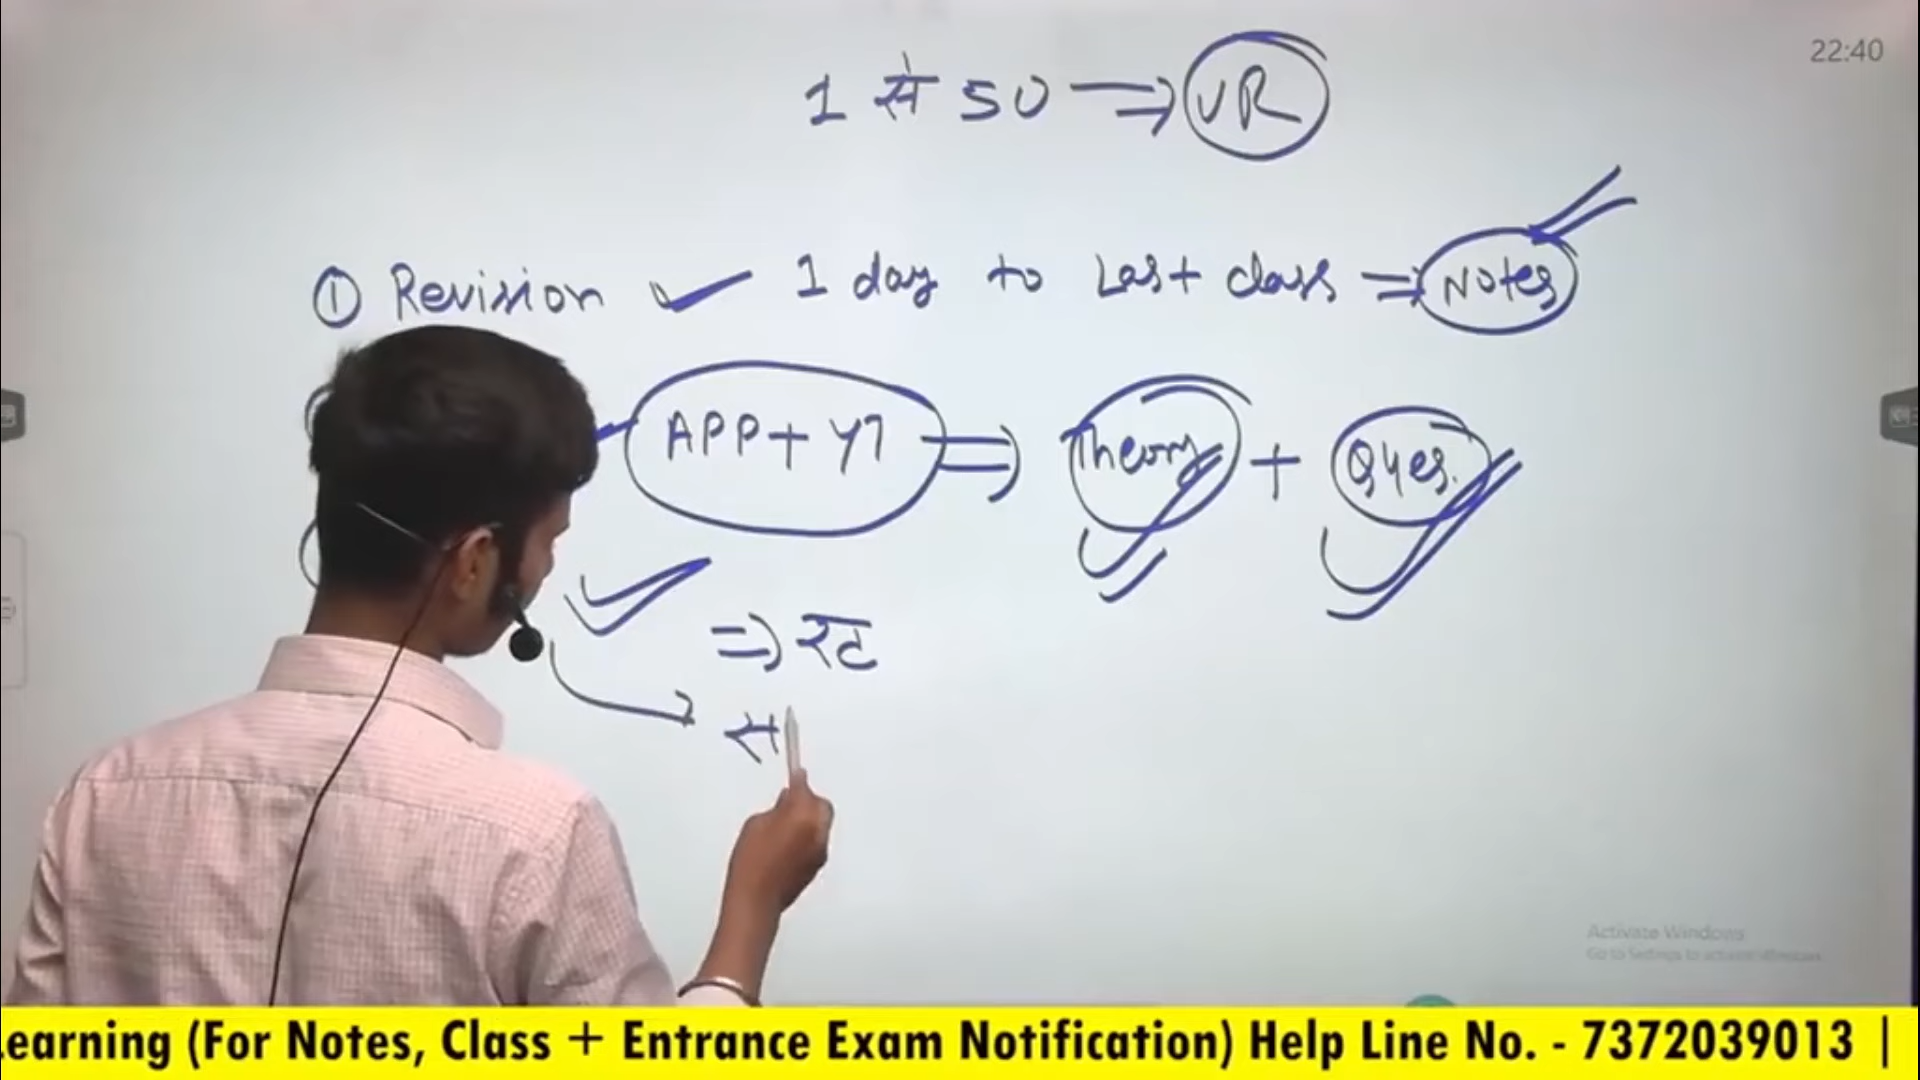 22:40
1 से 50 ⇒ UR
① Revision ✓ 1 day to Last class ⇒ Notes
APP + YT ⇒ Theory + Ques.
⇒ रट
→ स
Activate Windows
Go to Settings to activate Windows.
earning (For Notes, Class + Entrance Exam Notification) Help Line No. - 7372039013 |